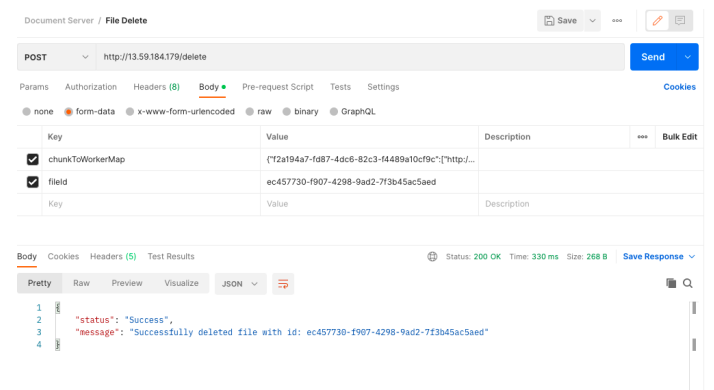 Document Server / File Delete
Save
POST http://13.59.184.179/delete Send
Params Authorization Headers (8) Body Pre-request Script Tests Settings Cookies
none form-data x-www-form-urlencoded raw binary GraphQL
Key Value Description Bulk Edit
chunkToWorkerMap {"f2a194a7-fd87-4dc6-82c3-f4489a10cf9c":["http:/...
fileId ec457730-f907-4298-9ad2-7f3b45ac5aed
Key Value Description
Body Cookies Headers (5) Test Results Status: 200 OK Time: 330 ms Size: 268 B Save Response
Pretty Raw Preview Visualize JSON
1 {
2 "status": "Success",
3 "message": "Successfully deleted file with id: ec457730-f907-4298-9ad2-7f3b45ac5aed"
4 }